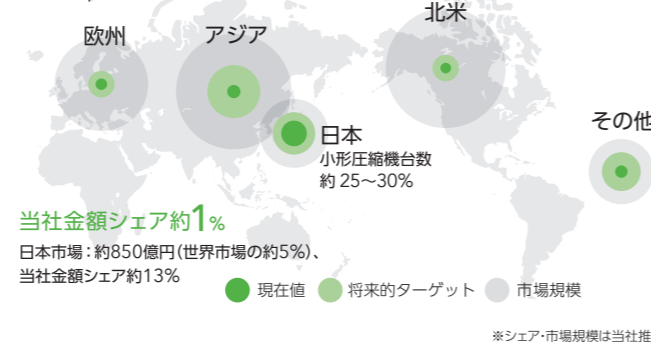 北米
欧州
アジア
その他
日本
小形圧縮機台数
約 25～30%
当社金額シェア約1%
日本市場：約850億円(世界市場の約5%)、
当社金額シェア約13%
現在値
将来的ターゲット
市場規模
※シェア・市場規模は当社推